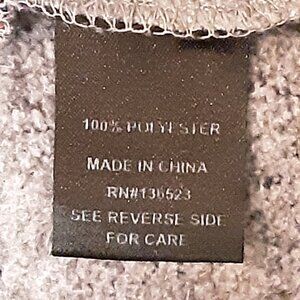 100% POLYESTER
MADE IN CHINA
RN#136523
SEE REVERSE SIDE
FOR CARE